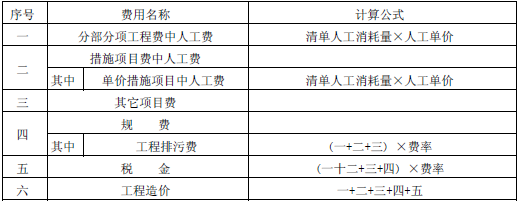 序号 费用名称 计算公式
一 分部分项工程费中人工费 清单人工消耗量×人工单价
二 措施项目费中人工费
其中 单价措施项目中人工费 清单人工消耗量×人工单价
三 其它项目费
四 规 费
其中 工程排污费 (一+二+三)×费率
五 税 金 (一十二+三+四)×费率
六 工程造价 一+二+三+四+五